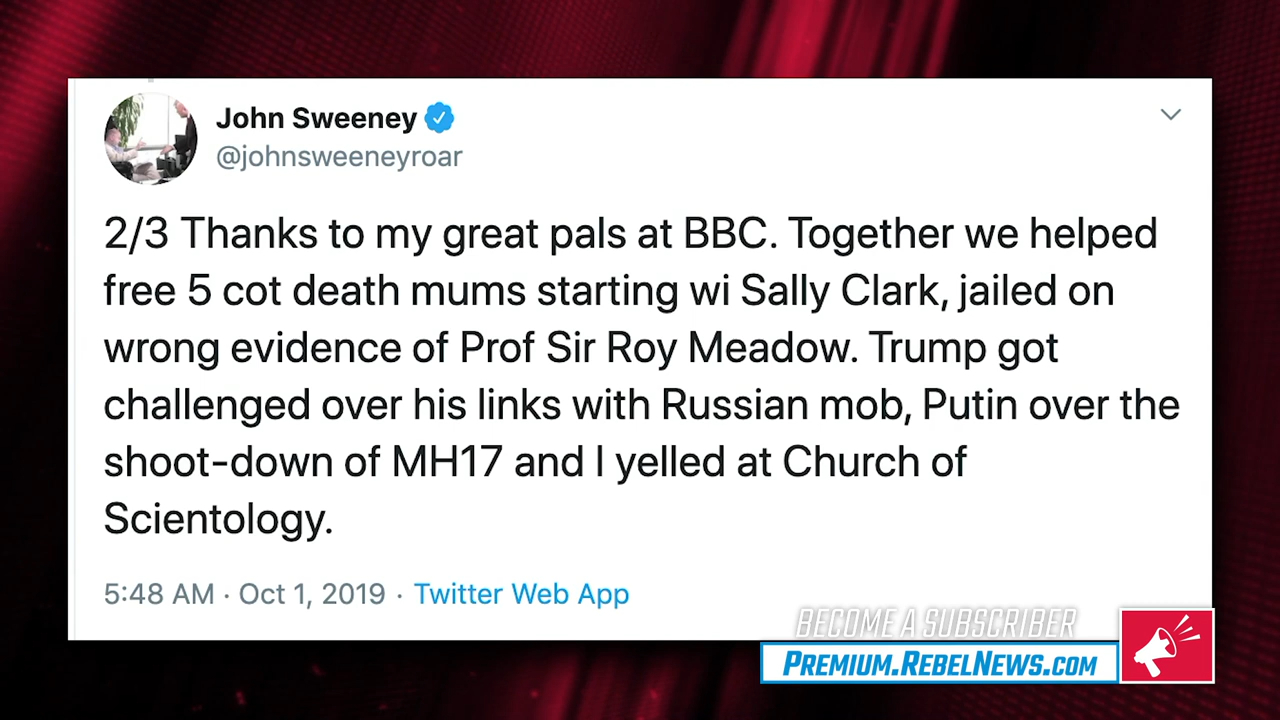 John Sweeney
@johnsweeneyroar
2/3 Thanks to my great pals at BBC. Together we helped
free 5 cot death mums starting wi Sally Clark, jailed on
wrong evidence of Prof Sir Roy Meadow. Trump got
challenged over his links with Russian mob, Putin over the
shoot-down of MH17 and I yelled at Church of
Scientology.
5:48 AM · Oct 1, 2019 · Twitter Web App
BECOME A SUBSCRIBER
PREMIUM.REBELNEWS.COM